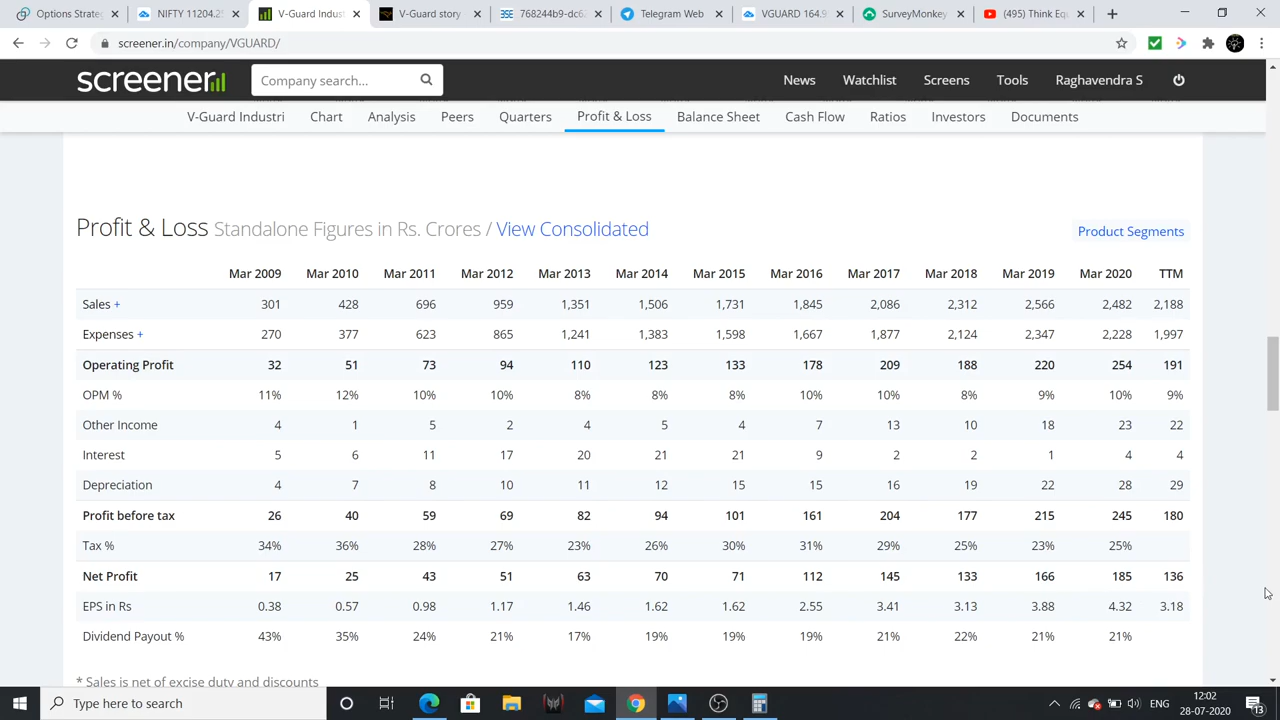 Options Strate
NIFTY 11204.25
V-Guard Indust
V-Guard story
768244b9-dc62
Telegram Web
VGUARD 16
SurveyMonkey
(495) Think Eq
screener.in/company/VGUARD/
screener
Company search...
News Watchlist Screens Tools Raghavendra S
V-Guard Industri Chart Analysis Peers Quarters Profit & Loss Balance Sheet Cash Flow Ratios Investors Documents
Profit & Loss Standalone Figures in Rs. Crores / View Consolidated
Product Segments
Mar 2009 Mar 2010 Mar 2011 Mar 2012 Mar 2013 Mar 2014 Mar 2015 Mar 2016 Mar 2017 Mar 2018 Mar 2019 Mar 2020 TTM
Sales + 301 428 696 959 1,351 1,506 1,731 1,845 2,086 2,312 2,566 2,482 2,188
Expenses + 270 377 623 865 1,241 1,383 1,598 1,667 1,877 2,124 2,347 2,228 1,997
Operating Profit 32 51 73 94 110 123 133 178 209 188 220 254 191
OPM % 11% 12% 10% 10% 8% 8% 8% 10% 10% 8% 9% 10% 9%
Other Income 4 1 5 2 4 5 4 7 13 10 18 23 22
Interest 5 6 11 17 20 21 21 9 2 2 1 4 4
Depreciation 4 7 8 10 11 12 15 15 16 19 22 28 29
Profit before tax 26 40 59 69 82 94 101 161 204 177 215 245 180
Tax % 34% 36% 28% 27% 23% 26% 30% 31% 29% 25% 23% 25%
Net Profit 17 25 43 51 63 70 71 112 145 133 166 185 136
EPS in Rs 0.38 0.57 0.98 1.17 1.46 1.62 1.62 2.55 3.41 3.13 3.88 4.32 3.18
Dividend Payout % 43% 35% 24% 21% 17% 19% 19% 19% 21% 22% 21% 21%
* Sales is net of excise duty and discounts
Type here to search
ENG
12:02
28-07-2020
13